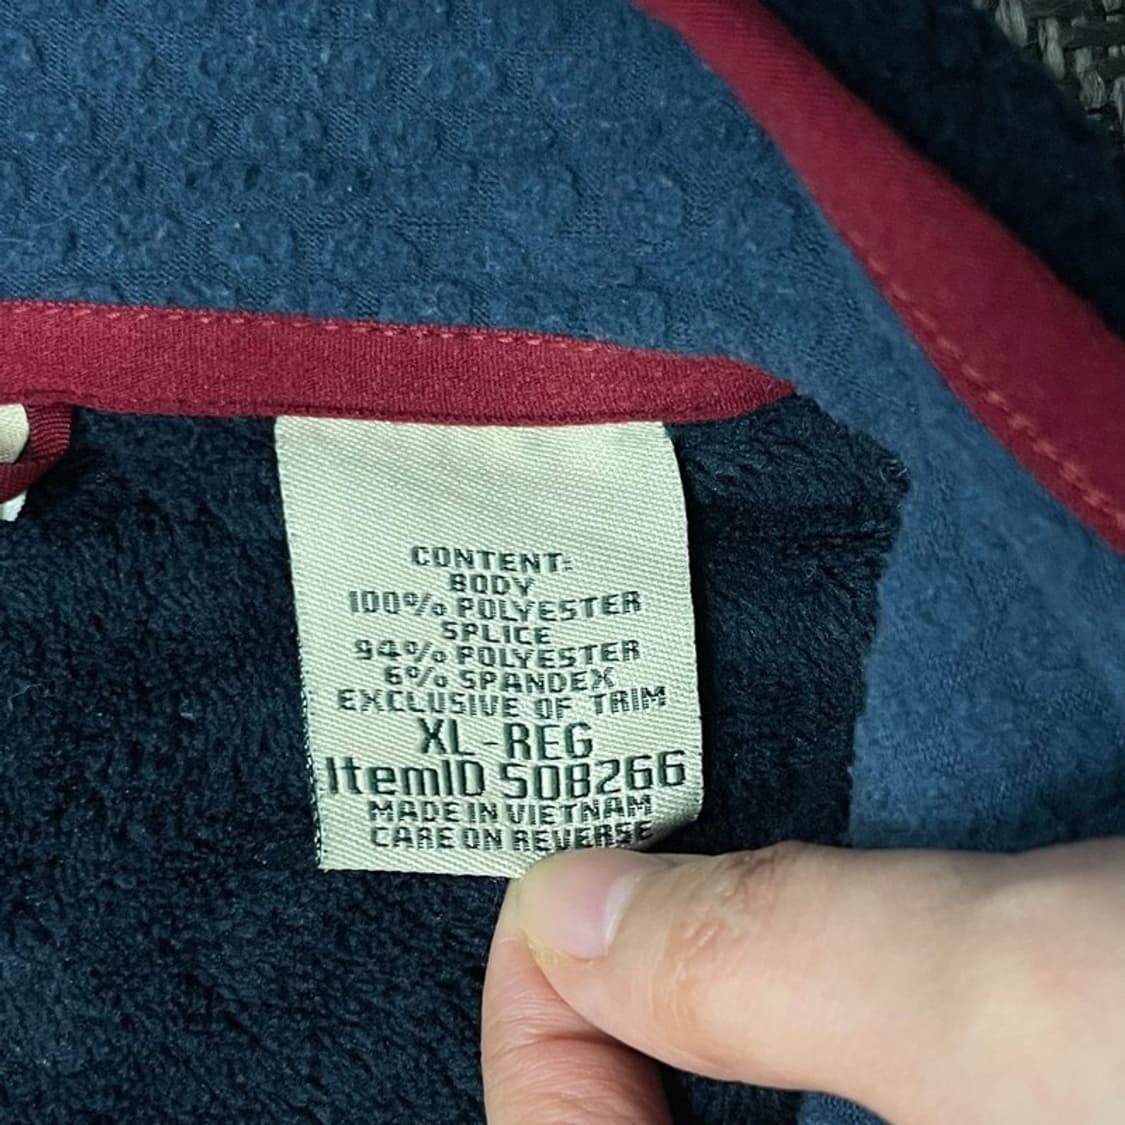 CONTENT:
BODY
100% POLYESTER
SPLICE
94% POLYESTER
6% SPANDEX
EXCLUSIVE OF TRIM
XL-REG
ItemID 508266
MADE IN VIETNAM
CARE ON REVERSE